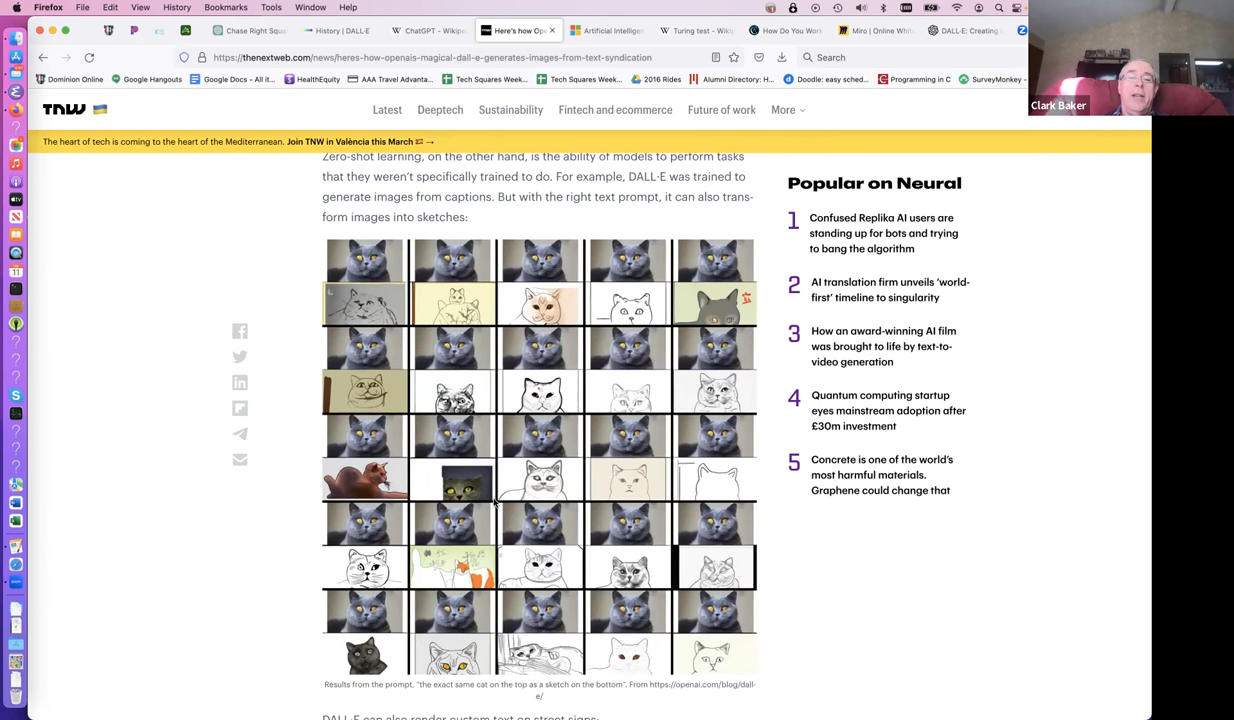 Firefox File Edit View History Bookmarks Tools Window Help
Chase Right Squa History | DALL·E ChatGPT - Wikipe Here's how Ope Artificial Intellige Turing test - Wiki How Do You Work Miro | Online Whit DALL·E: Creating I
https://thenextweb.com/news/heres-how-openais-magical-dall-e-generates-images-from-text-syndication
Search
Dominion Online Google Hangouts Google Docs - All it... HealthEquity AAA Travel Advanta... Tech Squares Week... Tech Squares Week... 2016 Rides Alumni Directory: H... Doodle: easy sched... Programming in C SurveyMonkey
Clark Baker
TNW
Latest Deeptech Sustainability Fintech and ecommerce Future of work More
The heart of tech is coming to the heart of the Mediterranean. Join TNW in València this March →
Zero-shot learning, on the other hand, is the ability of models to perform tasks
that they weren't specifically trained to do. For example, DALL·E was trained to
generate images from captions. But with the right text prompt, it can also trans-
form images into sketches:
Results from the prompt, "the exact same cat on the top as a sketch on the bottom". From https://openai.com/blog/dall-
e/
DALL·E can also render custom text on street signs:
Popular on Neural
1 Confused Replika AI users are
standing up for bots and trying
to bang the algorithm
2 AI translation firm unveils 'world-
first' timeline to singularity
3 How an award-winning AI film
was brought to life by text-to-
video generation
4 Quantum computing startup
eyes mainstream adoption after
£30m investment
5 Concrete is one of the world's
most harmful materials.
Graphene could change that